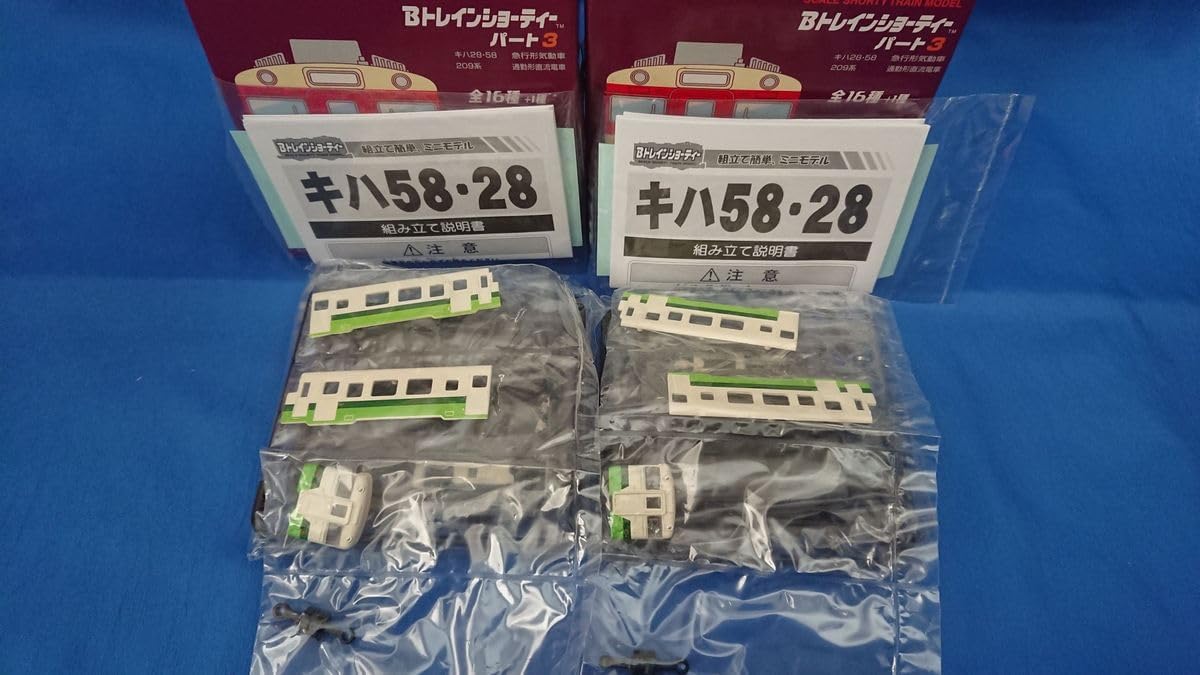 Bトレインショーティー™
パート3
キハ28・58 急行形気動車
209系 通勤形直流電車
全16種+1種
SCALE SHORTY TRAIN MODEL
Bトレインショーティー™
パート3
キハ28・58 急行形気動車
209系 通勤形直流電車
全16種+1種
Bトレインショーティー
組立て簡単、ミニモデル
キハ58・28
組み立て説明書
⚠注意
Bトレインショーティー
組立て簡単、ミニモデル
キハ58・28
組み立て説明書
⚠注意